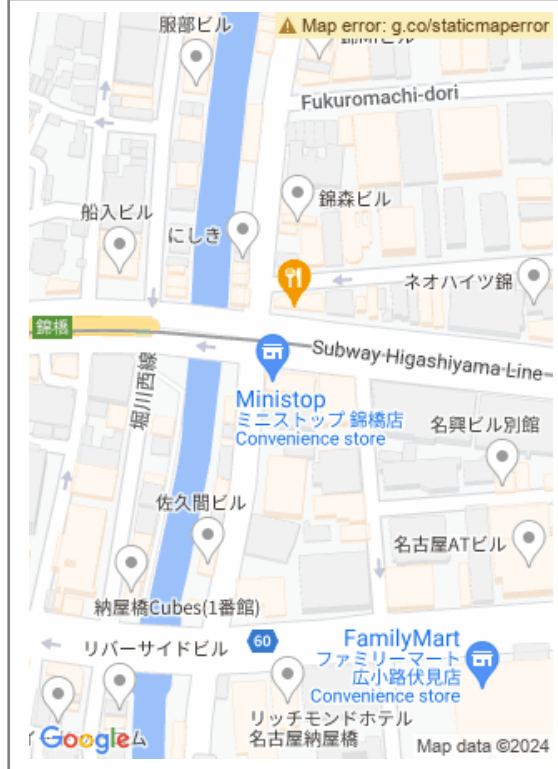 服部ビル
⚠ Map error: g.co/staticmaperror
錦MIビル
Fukuromachi-dori
錦森ビル
船入ビル
にしき
ネオハイツ錦
錦橋
Subway Higashiyama Line
堀川西線
Ministop
ミニストップ 錦橋店
Convenience store
名興ビル別館
佐久間ビル
名古屋ATビル
納屋橋Cubes(1番館)
リバーサイドビル
60
FamilyMart
ファミリーマート
広小路伏見店
Convenience store
リッチモンドホテル
名古屋納屋橋
Google
Map data ©2024